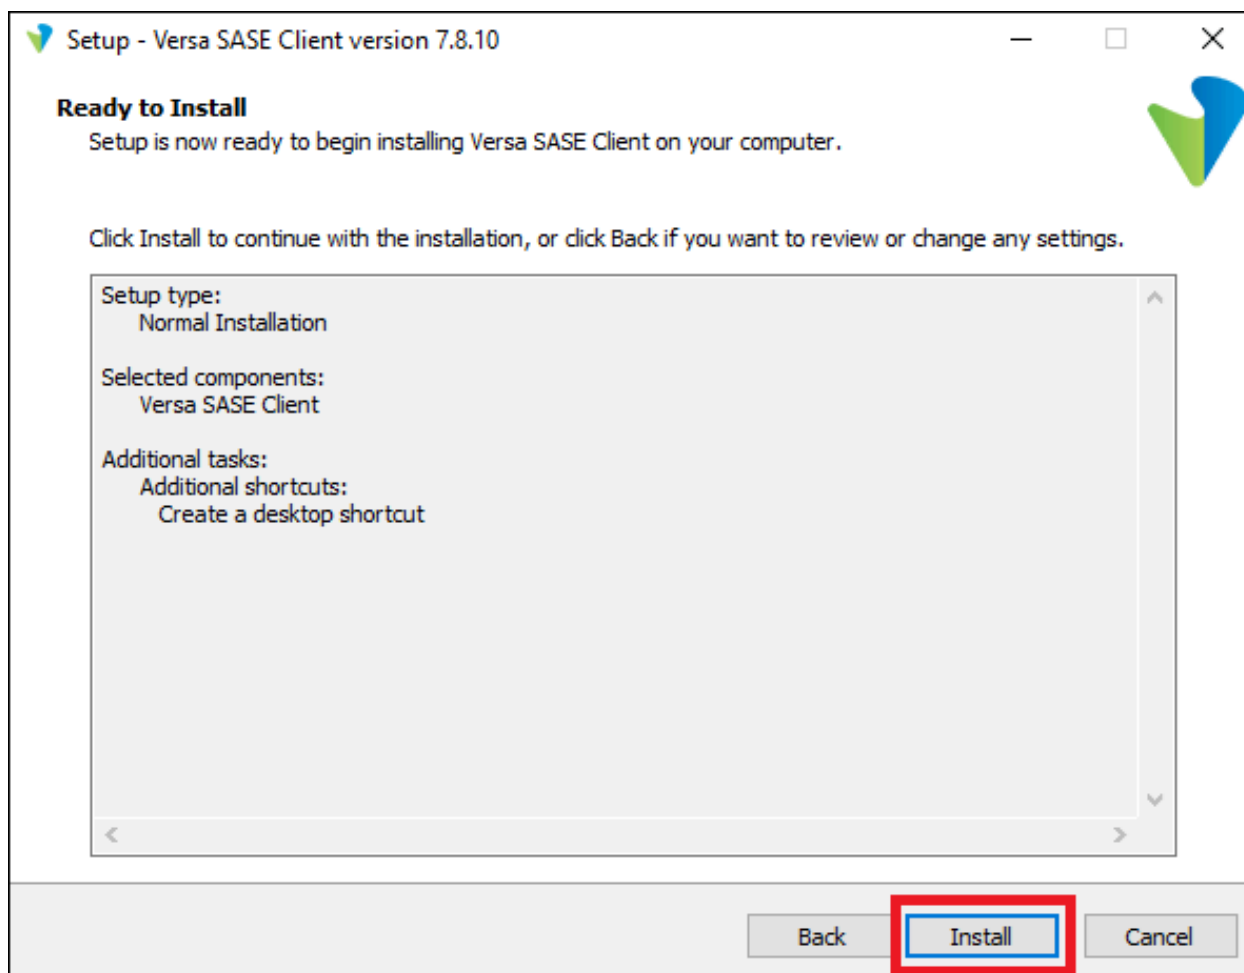 Setup - Versa SASE Client version 7.8.10
Ready to Install
Setup is now ready to begin installing Versa SASE Client on your computer.
Click Install to continue with the installation, or click Back if you want to review or change any settings.
Setup type:
Normal Installation
Selected components:
Versa SASE Client
Additional tasks:
Additional shortcuts:
Create a desktop shortcut
Back
Install
Cancel